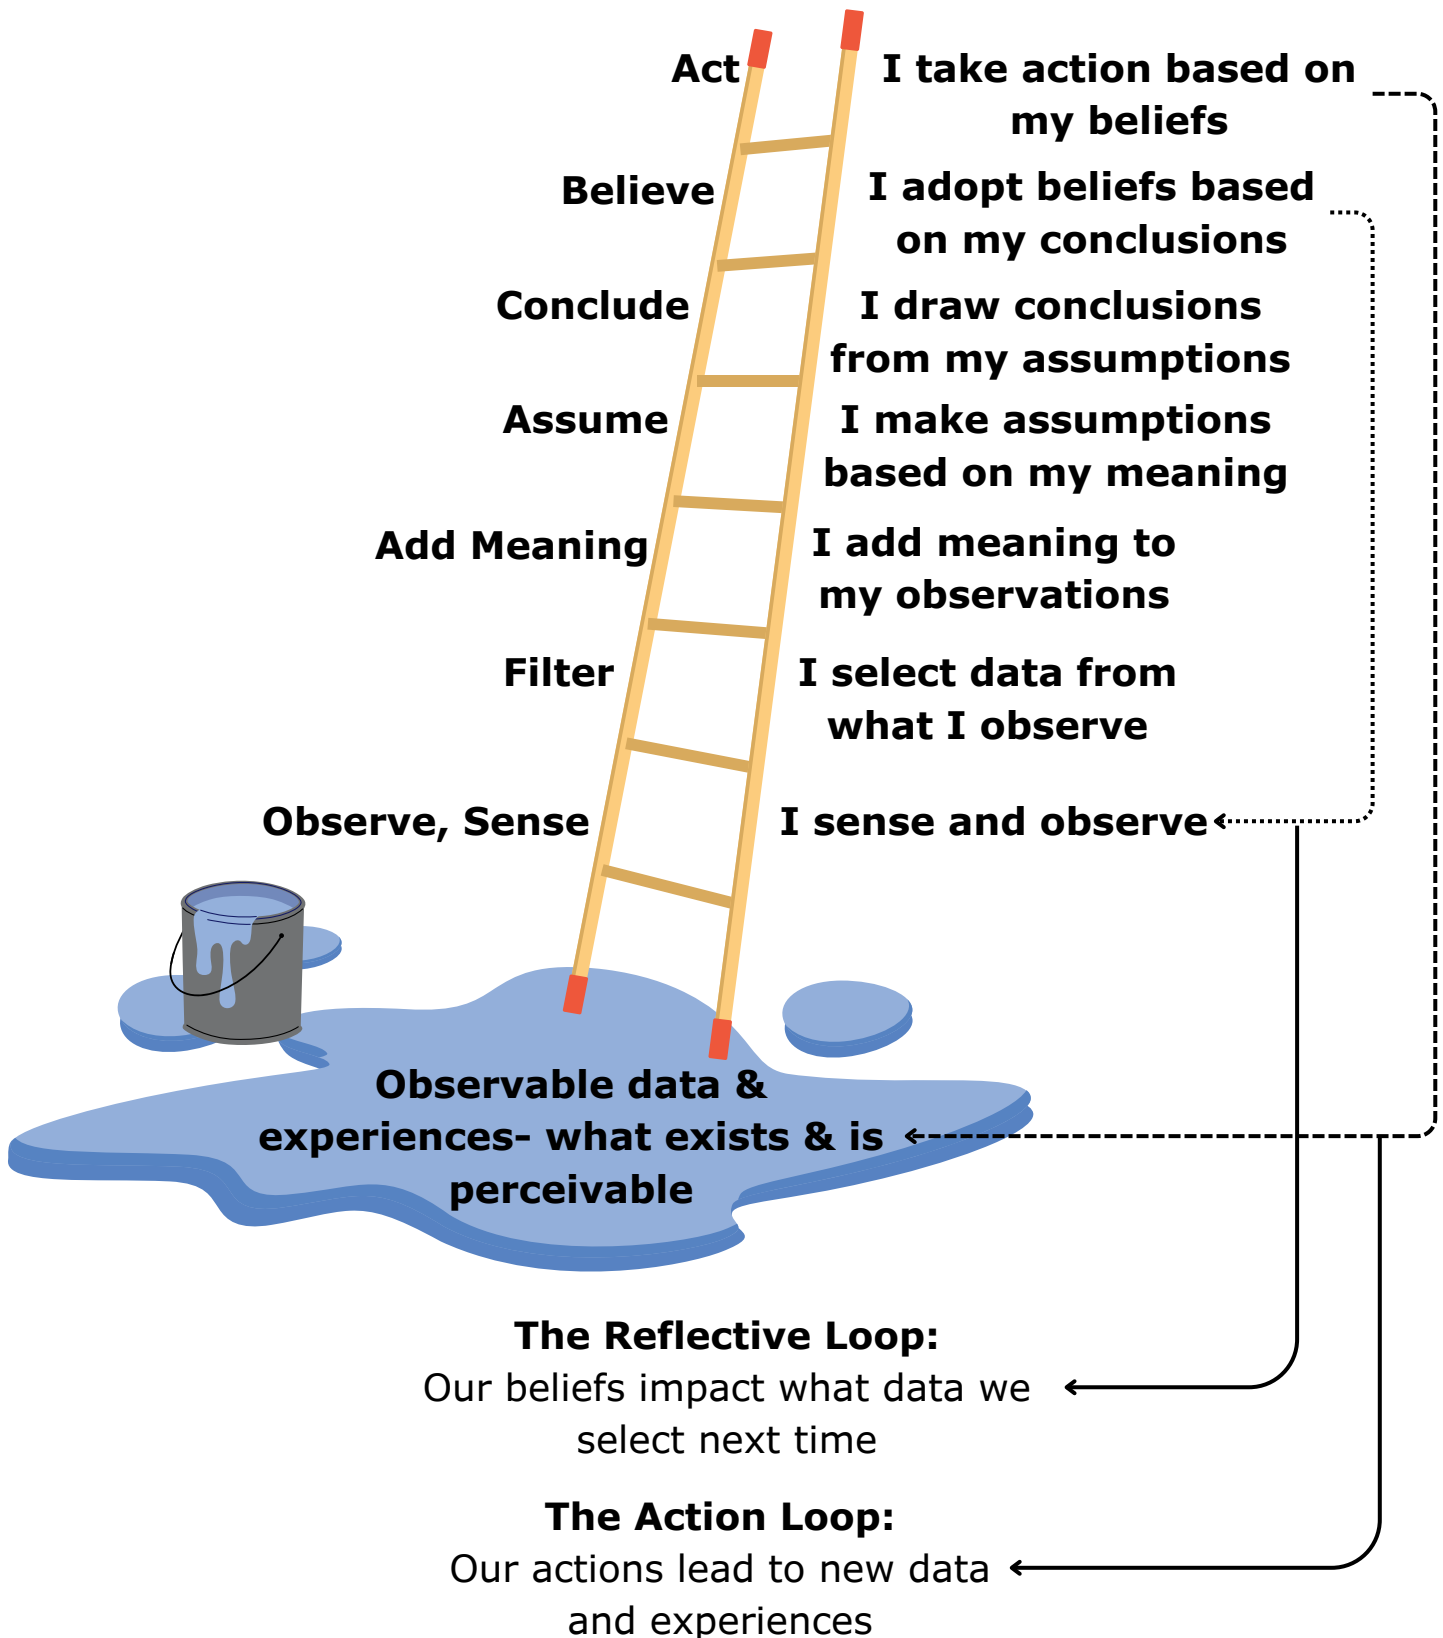 Act
I take action based on
my beliefs
Believe
I adopt beliefs based
on my conclusions
Conclude
I draw conclusions
from my assumptions
Assume
I make assumptions
based on my meaning
Add Meaning
I add meaning to
my observations
Filter
I select data from
what I observe
Observe, Sense
I sense and observe
Observable data &
experiences- what exists & is
perceivable
The Reflective Loop:
Our beliefs impact what data we
select next time
The Action Loop:
Our actions lead to new data
and experiences